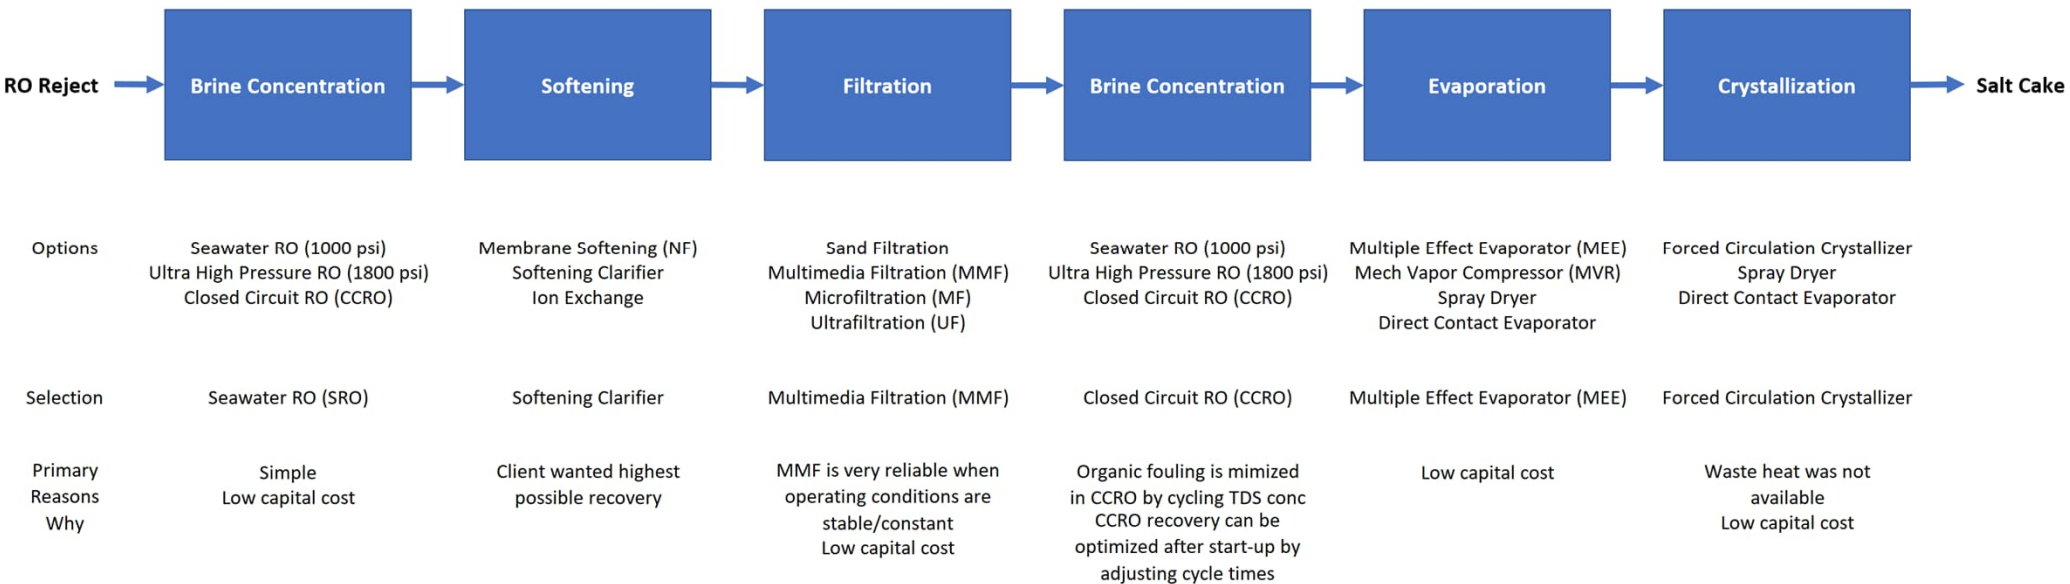 RO Reject
Brine Concentration
Softening
Filtration
Brine Concentration
Evaporation
Crystallization
Salt Cake
Options
Seawater RO (1000 psi)
Ultra High Pressure RO (1800 psi)
Closed Circuit RO (CCRO)
Membrane Softening (NF)
Softening Clarifier
Ion Exchange
Sand Filtration
Multimedia Filtration (MMF)
Microfiltration (MF)
Ultrafiltration (UF)
Seawater RO (1000 psi)
Ultra High Pressure RO (1800 psi)
Closed Circuit RO (CCRO)
Multiple Effect Evaporator (MEE)
Mech Vapor Compressor (MVR)
Spray Dryer
Direct Contact Evaporator
Forced Circulation Crystallizer
Spray Dryer
Direct Contact Evaporator
Selection
Seawater RO (SRO)
Softening Clarifier
Multimedia Filtration (MMF)
Closed Circuit RO (CCRO)
Multiple Effect Evaporator (MEE)
Forced Circulation Crystallizer
Primary
Reasons
Why
Simple
Low capital cost
Client wanted highest
possible recovery
MMF is very reliable when
operating conditions are
stable/constant
Low capital cost
Organic fouling is mimized
in CCRO by cycling TDS conc
CCRO recovery can be
optimized after start-up by
adjusting cycle times
Low capital cost
Waste heat was not
available
Low capital cost